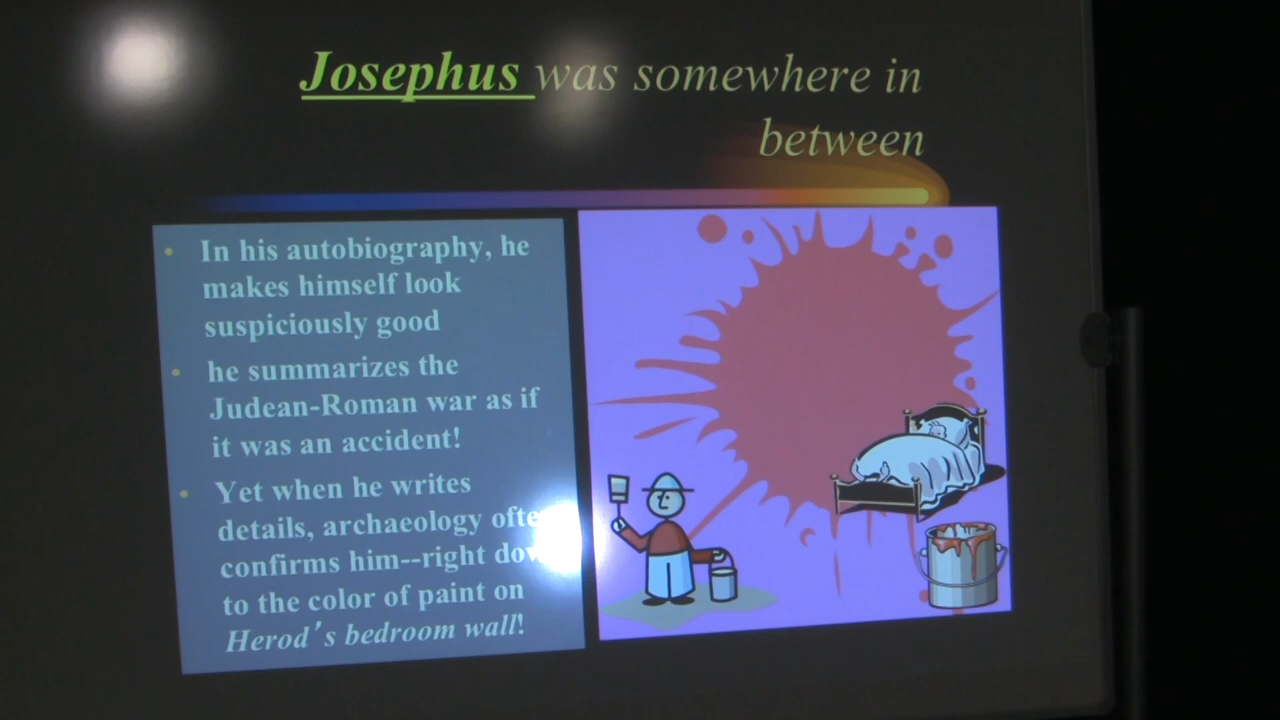 Josephus was somewhere in
between
• In his autobiography, he
makes himself look
suspiciously good
• he summarizes the
Judean-Roman war as if
it was an accident!
• Yet when he writes
details, archaeology
confirms him--right
to the color of paint on
Herod's bedroom wall!